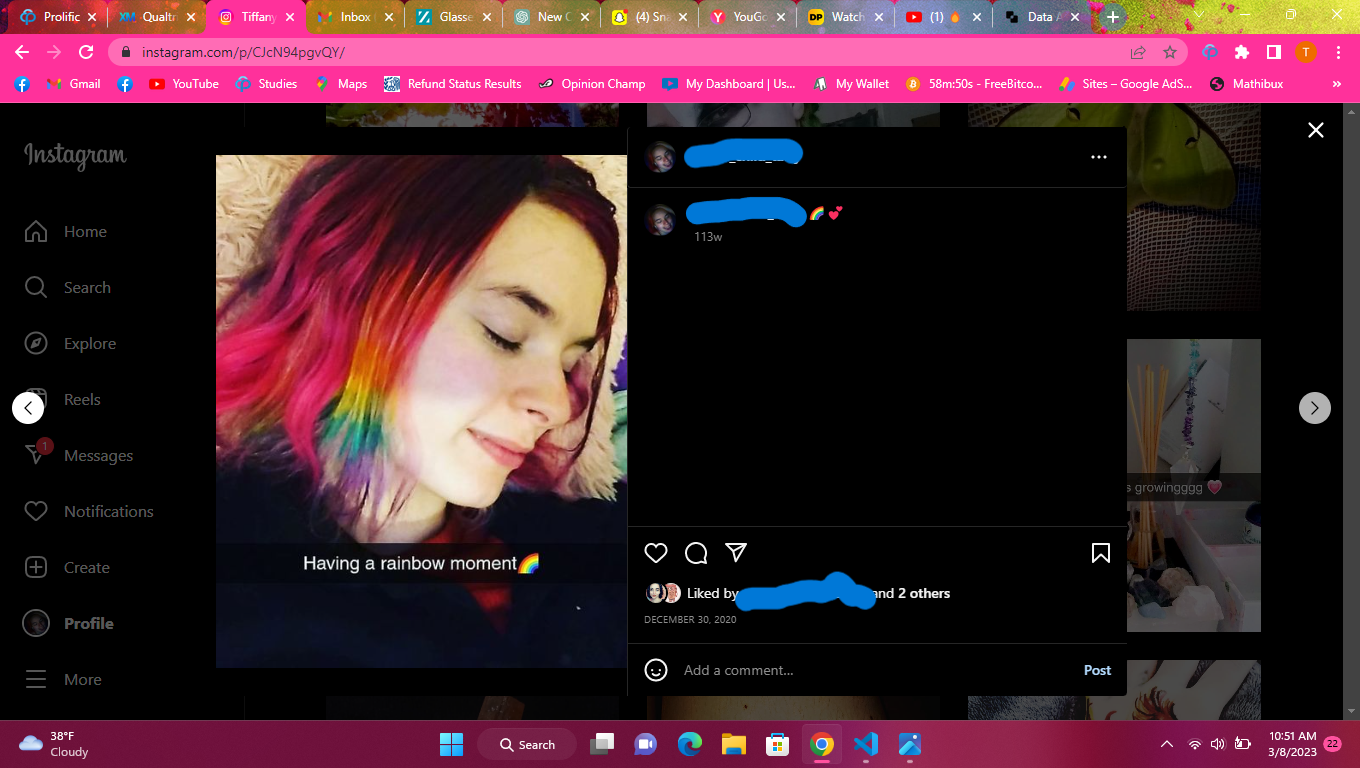 Prolific
Qualtr
Tiffany
Inbox
Glasse
New C
(4) Sna
YouGo
Watch
(1) 🔥
Data A
instagram.com/p/CJcN94pgvQY/
T
Gmail
YouTube
Studies
Maps
Refund Status Results
Opinion Champ
My Dashboard | Us...
My Wallet
58m:50s - FreeBitco...
Sites – Google AdS...
Mathibux
»
Instagram
Home
Search
Explore
Reels
1
Messages
Notifications
Create
Profile
More
Having a rainbow moment🌈
🌈 💕
113w
Liked by
and 2 others
DECEMBER 30, 2020
Add a comment...
Post
s growingggg 💗
38°F
Cloudy
Search
10:51 AM
3/8/2023
22